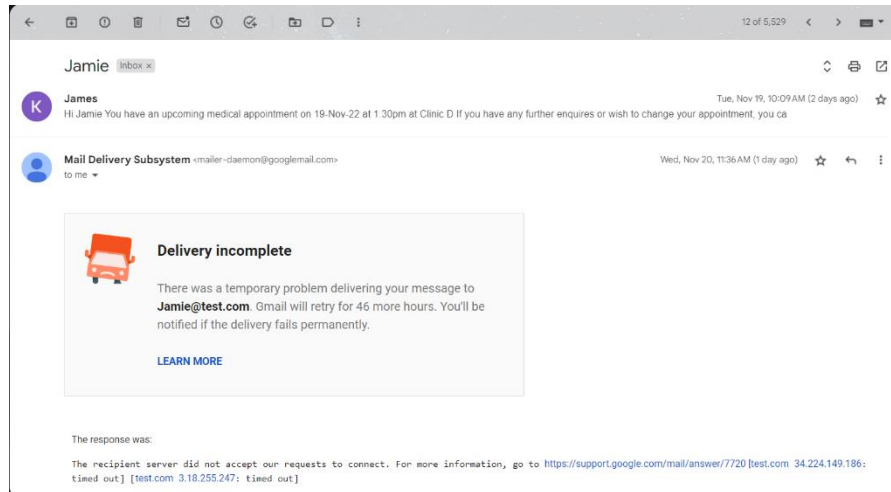 12 of 5,529
Jamie Inbox x
K
James
Tue, Nov 19, 10:09 AM (2 days ago)
Hi Jamie You have an upcoming medical appointment on 19-Nov-22 at 1.30pm at Clinic D If you have any further enquires or wish to change your appointment, you ca
Mail Delivery Subsystem <mailer-daemon@googlemail.com>
Wed, Nov 20, 11:36 AM (1 day ago)
to me
Delivery incomplete
There was a temporary problem delivering your message to
Jamie@test.com. Gmail will retry for 46 more hours. You'll be
notified if the delivery fails permanently.
LEARN MORE
The response was:
The recipient server did not accept our requests to connect. For more information, go to https://support.google.com/mail/answer/7720 [test.com 34.224.149.186:
timed out] [test.com 3.18.255.247: timed out]